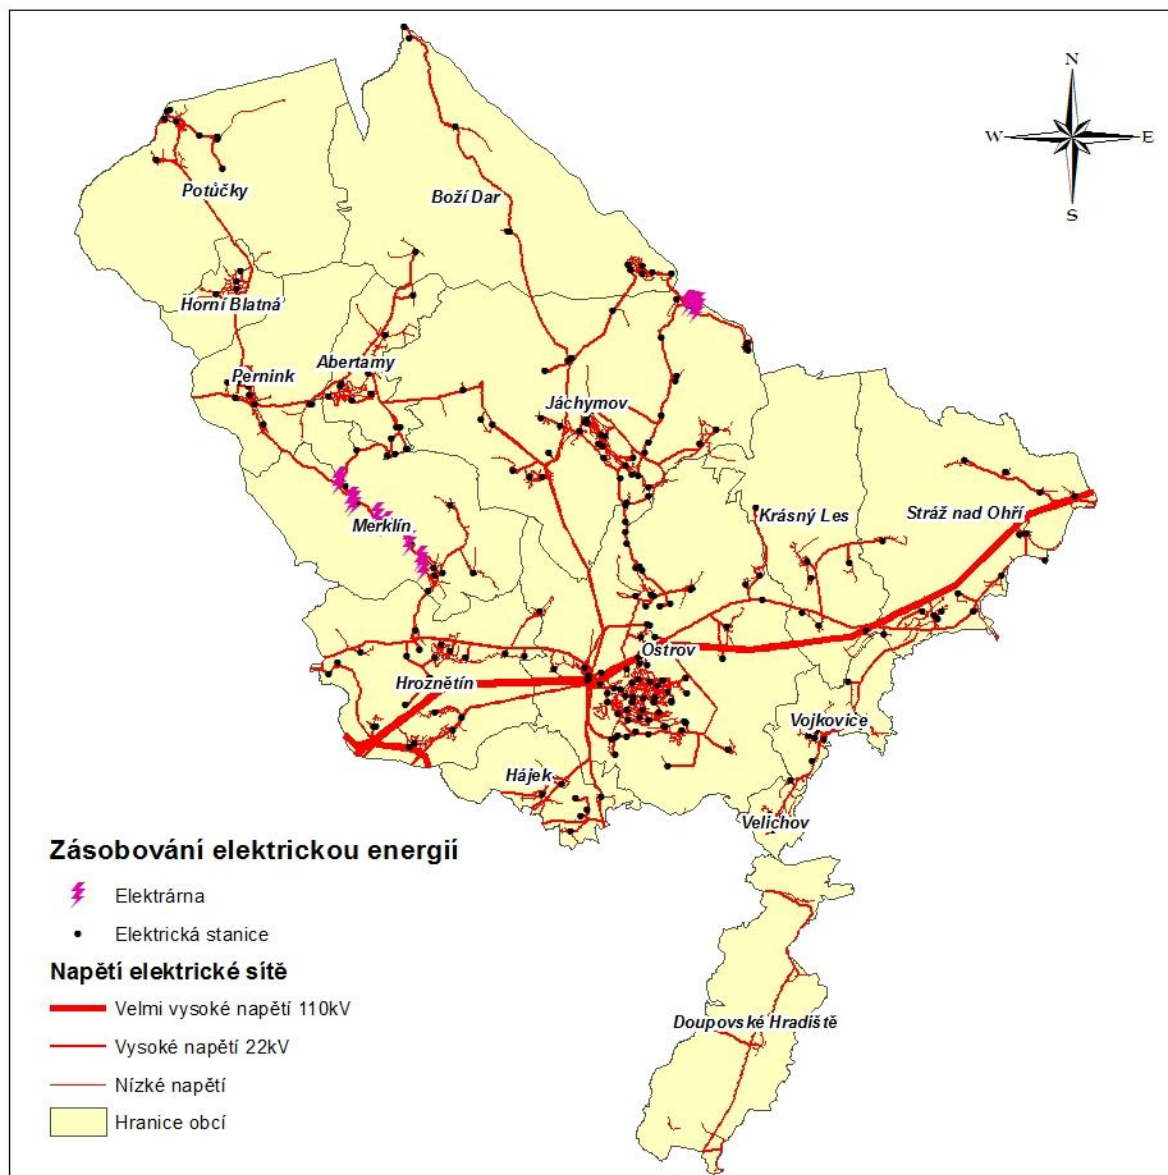 N
W E
S
Potůčky
Boží Dar
Horní Blatná
Abertamy
Pernink
Jáchymov
Merklín
Krásný Les
Stráž nad Ohří
Ostrov
Hroznětín
Vojkovice
Hájek
Velichov
Doupovské Hradiště
Zásobování elektrickou energií
Elektrárna
Elektrická stanice
Napětí elektrické sítě
Velmi vysoké napětí 110kV
Vysoké napětí 22kV
Nízké napětí
Hranice obcí